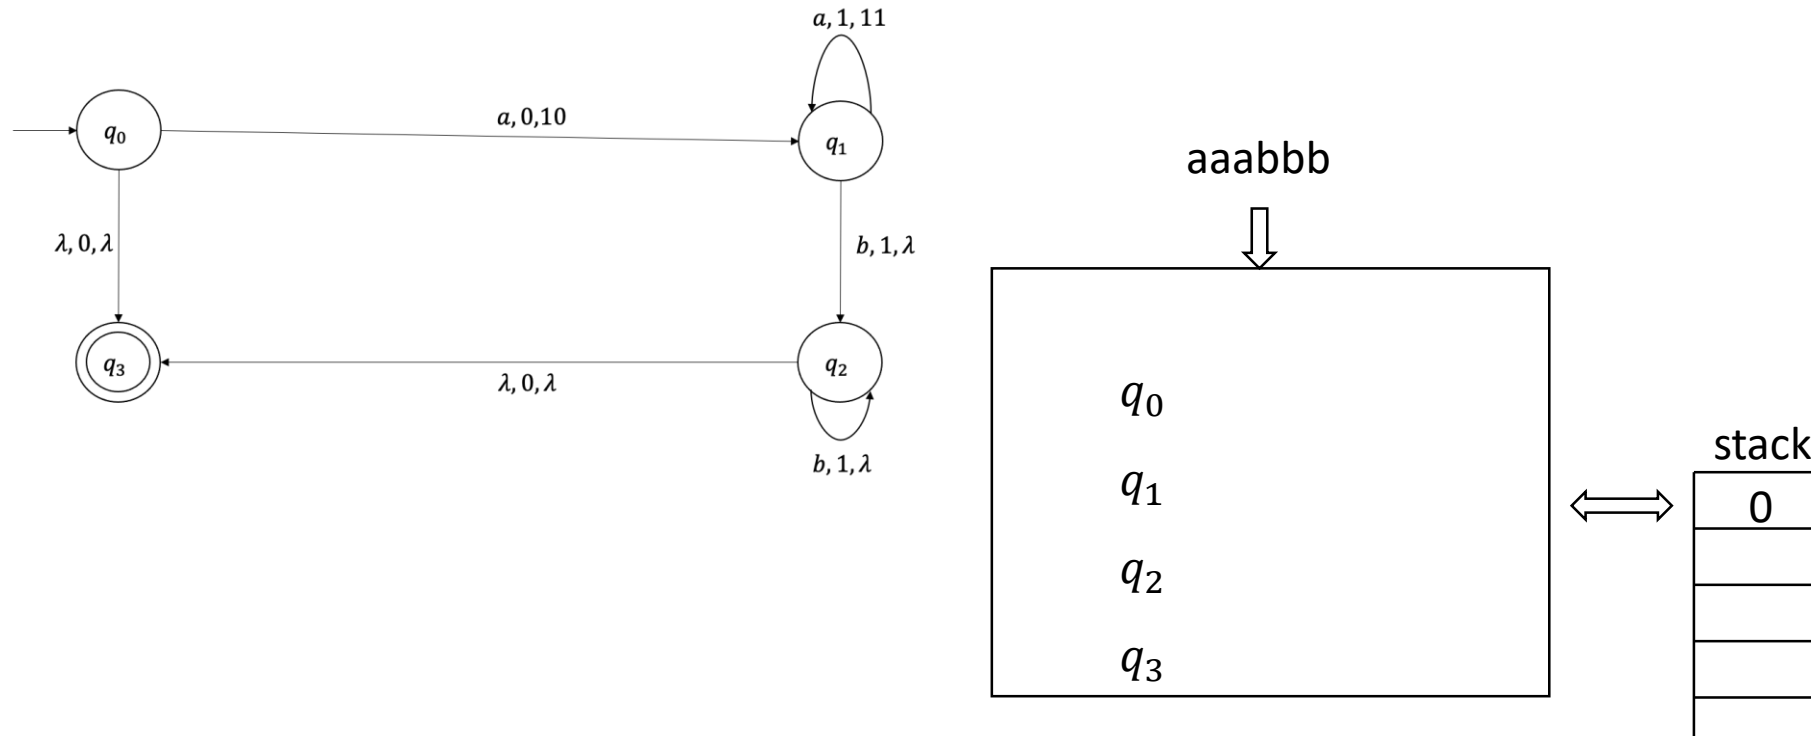 a, 1, 11
q₀
a, 0,10
q₁
λ, 0, λ
b, 1, λ
q₃
λ, 0, λ
q₂
b, 1, λ
aaabbb
q₀
q₁
q₂
q₃
stack
0